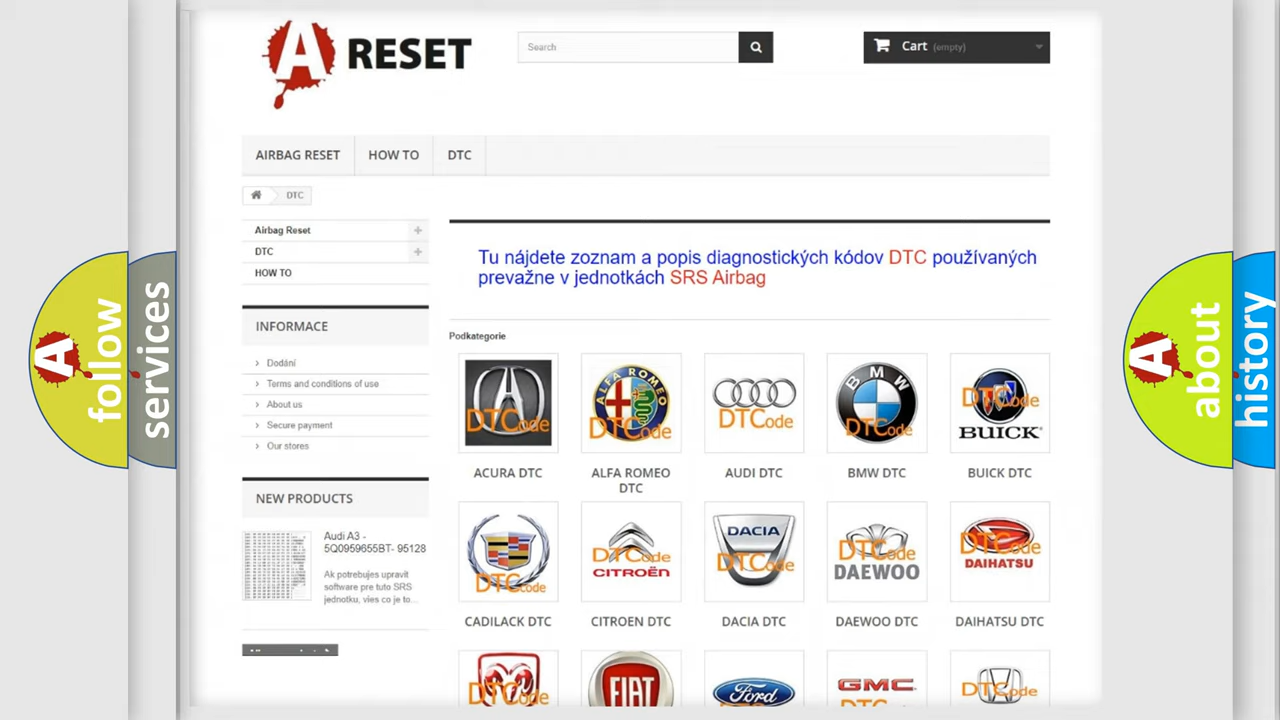 A RESET
Search
Cart (empty)
AIRBAG RESET
HOW TO
DTC
DTC
Airbag Reset
DTC
HOW TO
Tu nájdete zoznam a popis diagnostických kódov DTC používaných
prevažne v jednotkách SRS Airbag
INFORMACE
Dodání
Terms and conditions of use
About us
Secure payment
Our stores
NEW PRODUCTS
Audi A3 -
5Q0959655BT- 95128
Ak potrebujes upravit
software pre tuto SRS
jednotku, vies co je to...
Podkategorie
DTCode
ALFA ROMEO
DTCode
DTCode
BMW
DTCode
DTCode
BUICK
ACURA DTC
ALFA ROMEO
DTC
AUDI DTC
BMW DTC
BUICK DTC
DTCode
DTCode
CITROËN
DACIA
DTCode
DTCode
DAEWOO
DTCode
DAIHATSU
CADILACK DTC
CITROEN DTC
DACIA DTC
DAEWOO DTC
DAIHATSU DTC
DTCode
FIAT
Ford
GMC
DTCode
A follow
services
A about
history